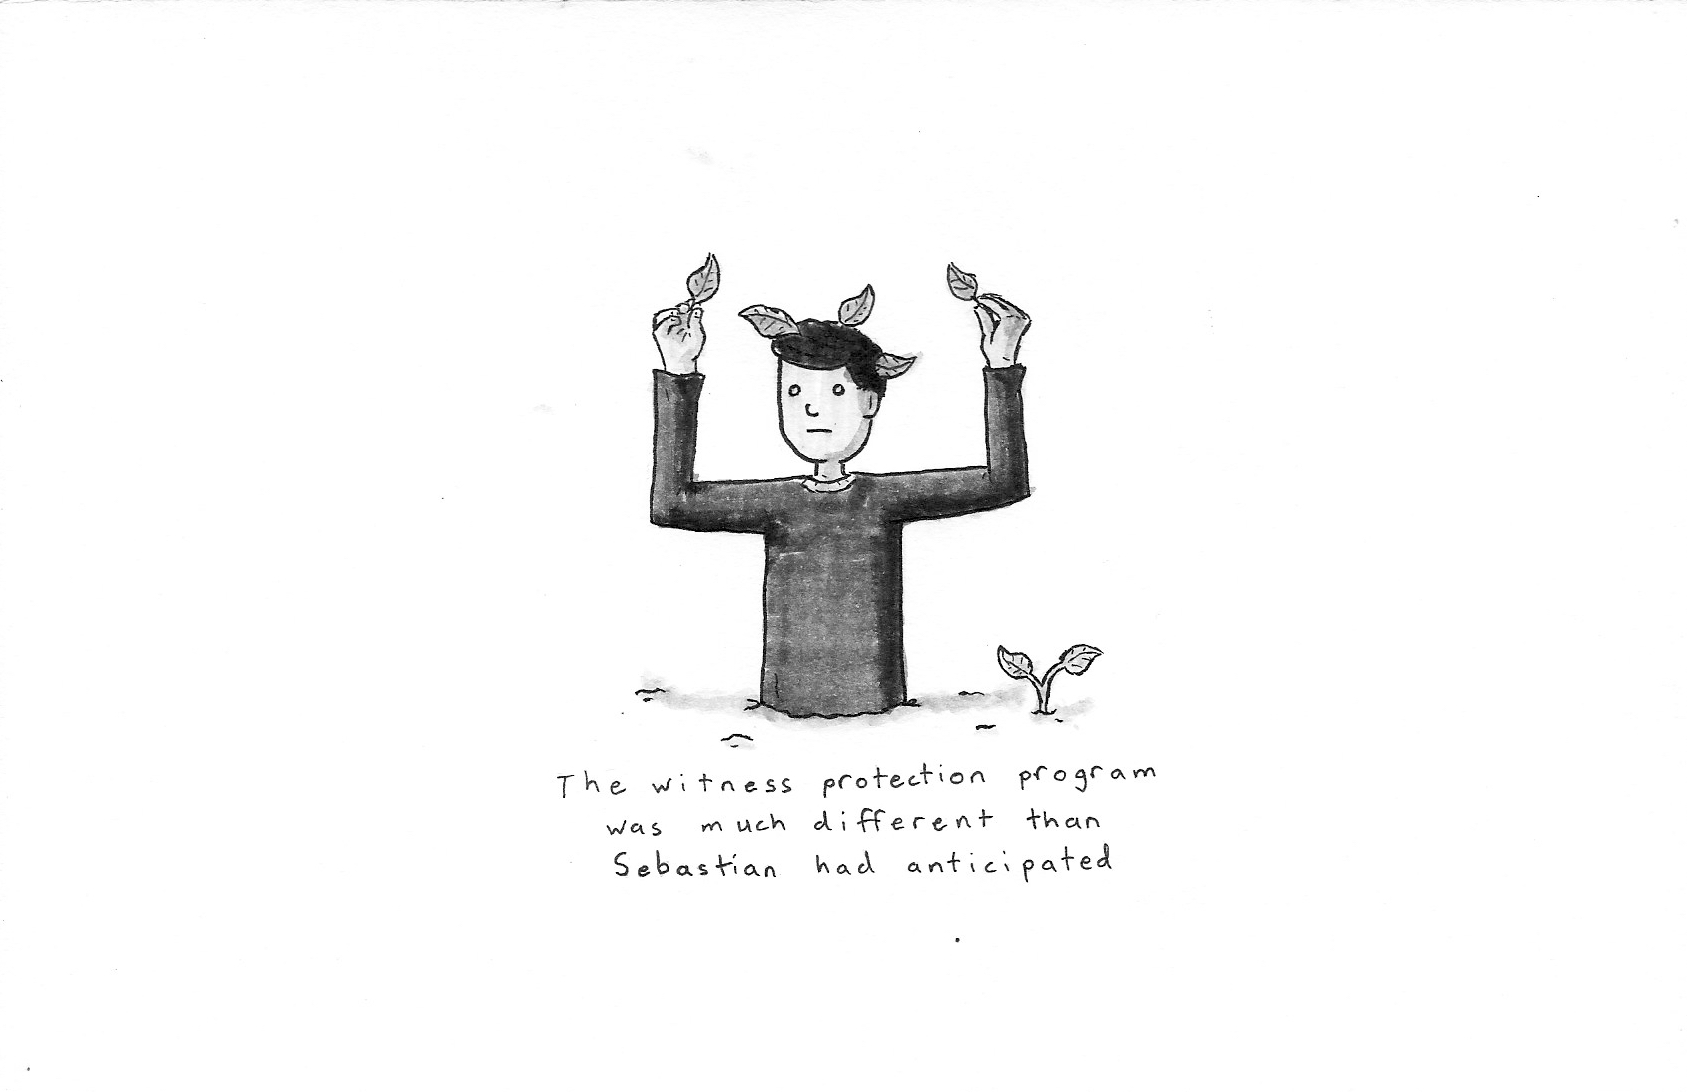 The witness protection program
was much different than
Sebastian had anticipated